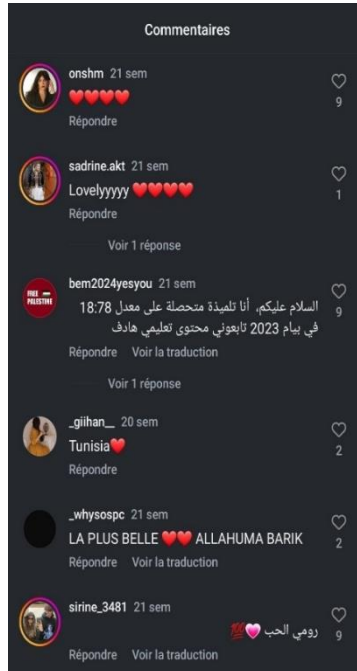 Commentaires
onshm 21 sem
❤️❤️❤️❤️
9
Répondre
sadrine.akt 21 sem
Lovelyyyyy ❤️❤️❤️❤️
1
Répondre
Voir 1 réponse
FREE PALESTINE
bem2024yesyou 21 sem
السلام عليكم، أنا تلميذة متحصلة على معدل 18:78
في بيام 2023 تابعوني محتوى تعليمي هادف
9
Répondre Voir la traduction
Voir 1 réponse
_giihan__ 20 sem
Tunisia❤️
2
Répondre
_whysospc 21 sem
LA PLUS BELLE ❤️❤️ ALLAHUMA BARIK
2
Répondre Voir la traduction
sirine_3481 21 sem
رومي الحب 💗💯
9
Répondre Voir la traduction